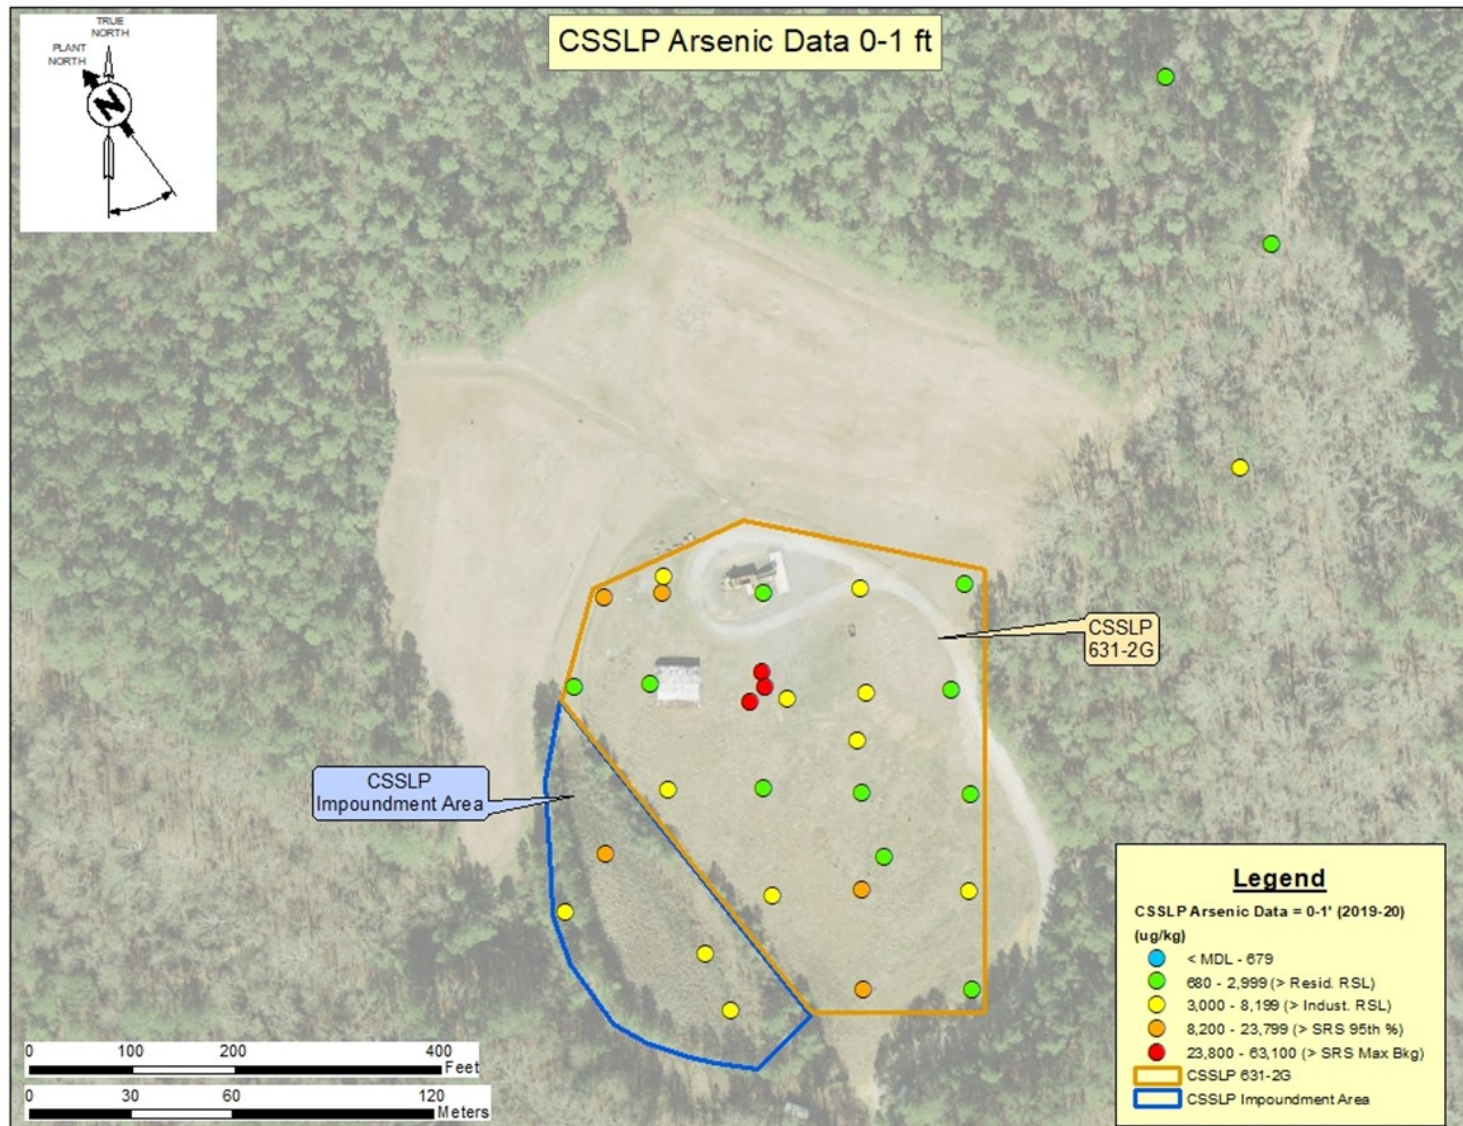 TRUE
NORTH
PLANT
NORTH
N
CSSLP Arsenic Data 0-1 ft
CSSLP
631-2G
CSSLP
Impoundment Area
Legend
CSSLP Arsenic Data = 0-1' (2019-20)
(ug/kg)
< MDL - 679
680 - 2,999 (> Resid. RSL)
3,000 - 8,199 (> Indust. RSL)
8,200 - 23,799 (> SRS 95th %)
23,800 - 63,100 (> SRS Max Bkg)
CSSLP 631-2G
CSSLP Impoundment Area
0 100 200 400
Feet
0 30 60 120
Meters